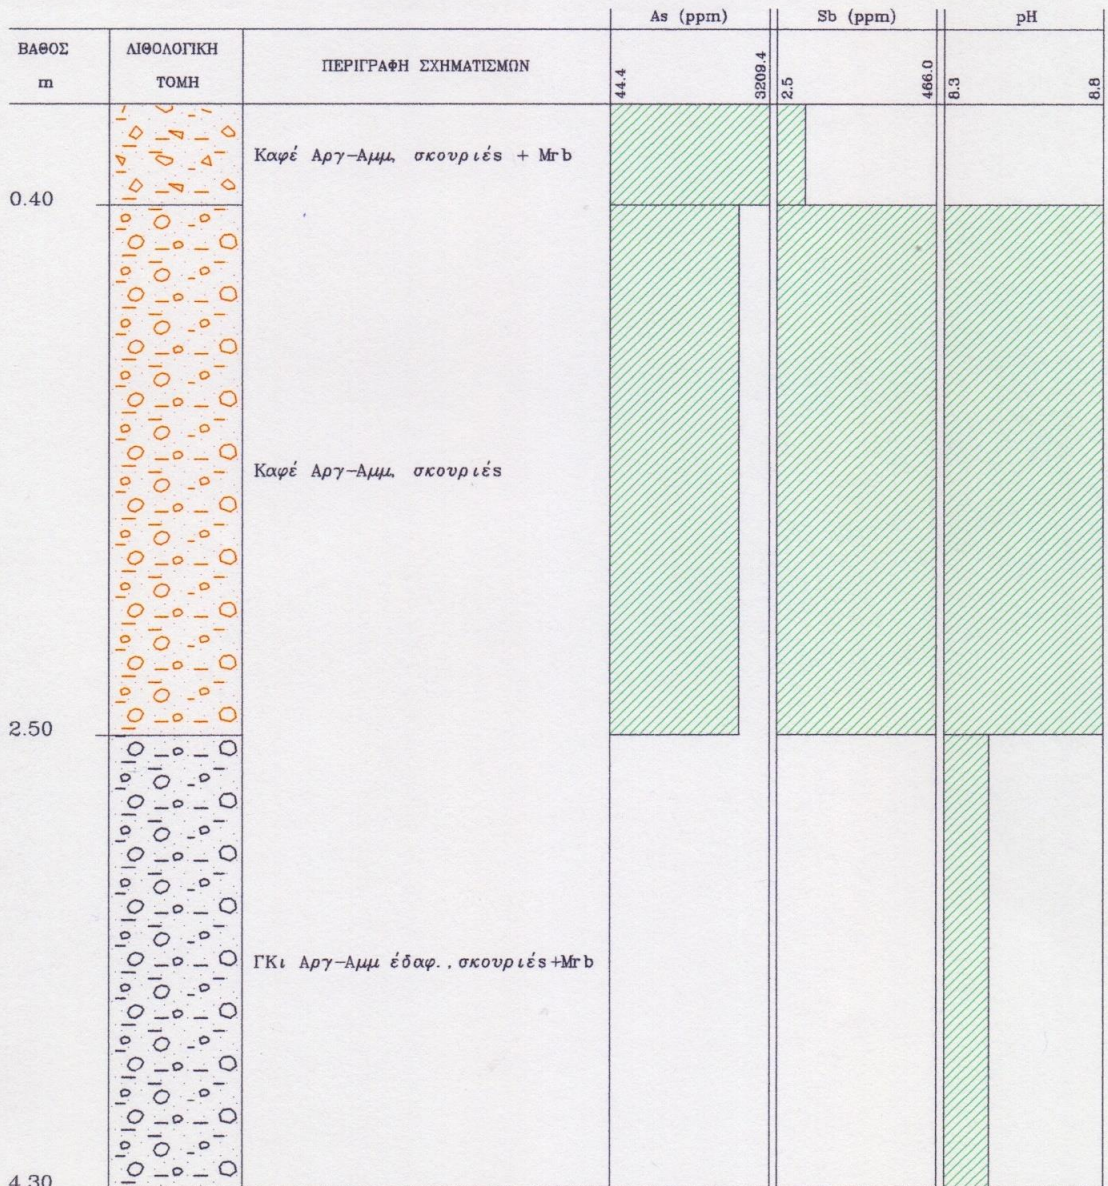 As (ppm) Sb (ppm) pH
ΒΑΘΟΣ ΛΙΘΟΛΟΓΙΚΗ
ΠΕΡΙΓΡΑΦΗ ΣΧΗΜΑΤΙΣΜΩΝ
m ΤΟΜΗ
44.4 3209.4 2.5 466.0 8.3 8.8
Καφέ Αργ-Αμμ, σκουριές + Mrb
0.40
Καφέ Αργ-Αμμ, σκουριές
2.50
ΓΚι Αργ-Αμμ έδαφ.,σκουριές+Mrb
4.30